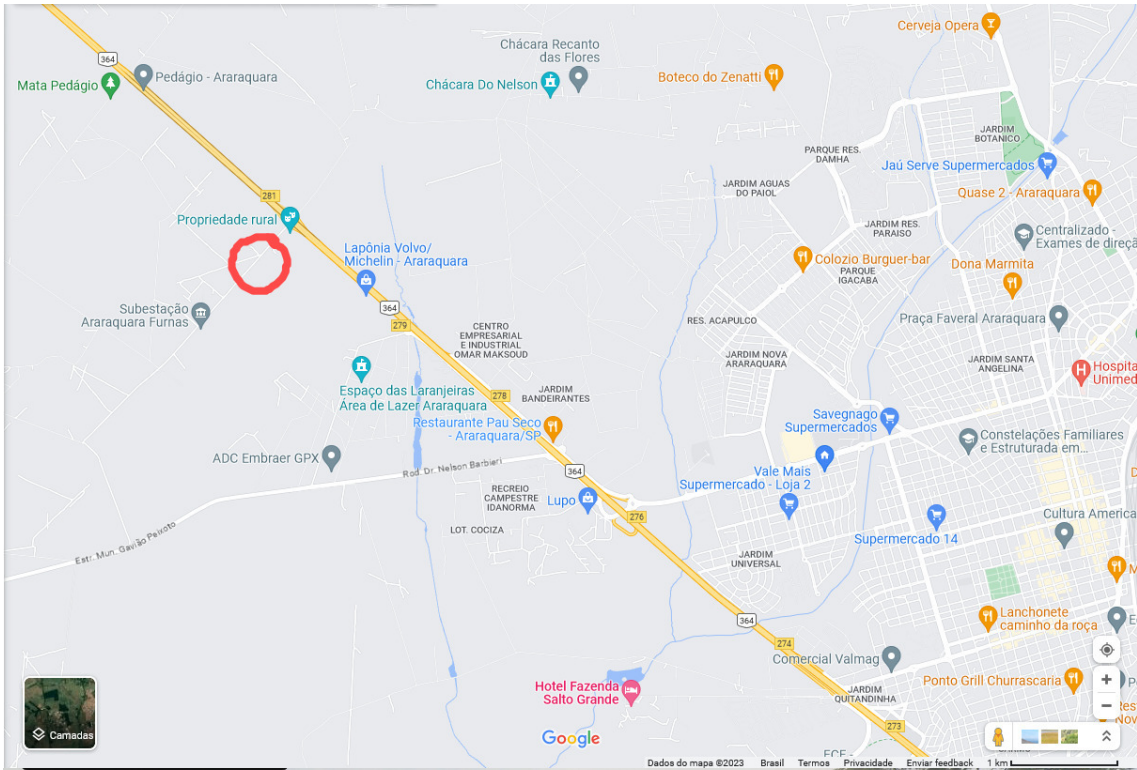 Cerveja Opera
Chácara Recanto
das Flores
364
Pedágio - Araraquara
Mata Pedágio
Chácara Do Nelson
Boteco do Zenatti
JARDIM
BOTANICO
PARQUE RES.
DAMHA
Jaú Serve Supermercados
JARDIM AGUAS
DO PAIOL
Quase 2 - Araraquara
281
Propriedade rural
JARDIM RES.
PARAISO
Centralizado -
Exames de direçã
Lapônia Volvo/
Michelin - Araraquara
Colozio Burguer-bar
PARQUE
IGACABA
Dona Marmita
Subestação
Araraquara Furnas
364
279
CENTRO
EMPRESARIAL
E INDUSTRIAL
OMAR MAKSOUD
RES. ACAPULCO
Praça Faveral Araraquara
JARDIM NOVA
ARARAQUARA
JARDIM SANTA
ANGELINA
Hospita
Unimed
Espaço das Laranjeiras
Área de Lazer Araraquara
278
JARDIM
BANDEIRANTES
Restaurante Pau Seco
- Araraquara/SP
Savegnago
Supermercados
Constelações Familiares
e Estruturada em...
ADC Embraer GPX
Rod. Dr. Nelson Barbieri
364
Vale Mais
Supermercado - Loja 2
RECREIO
CAMPESTRE
IDANORMA
Lupo
276
Cultura America
LOT. COCIZA
Supermercado 14
Estr. Mun. Gavião Peixoto
JARDIM
UNIVERSAL
364
Lanchonete
caminho da roça
274
Comercial Valmag
Hotel Fazenda
Salto Grande
JARDIM
QUITANDINHA
Ponto Grill Churrascaria
273
Camadas
Google
Dados do mapa ©2023 Brasil Termos Privacidade Enviar feedback 1 km